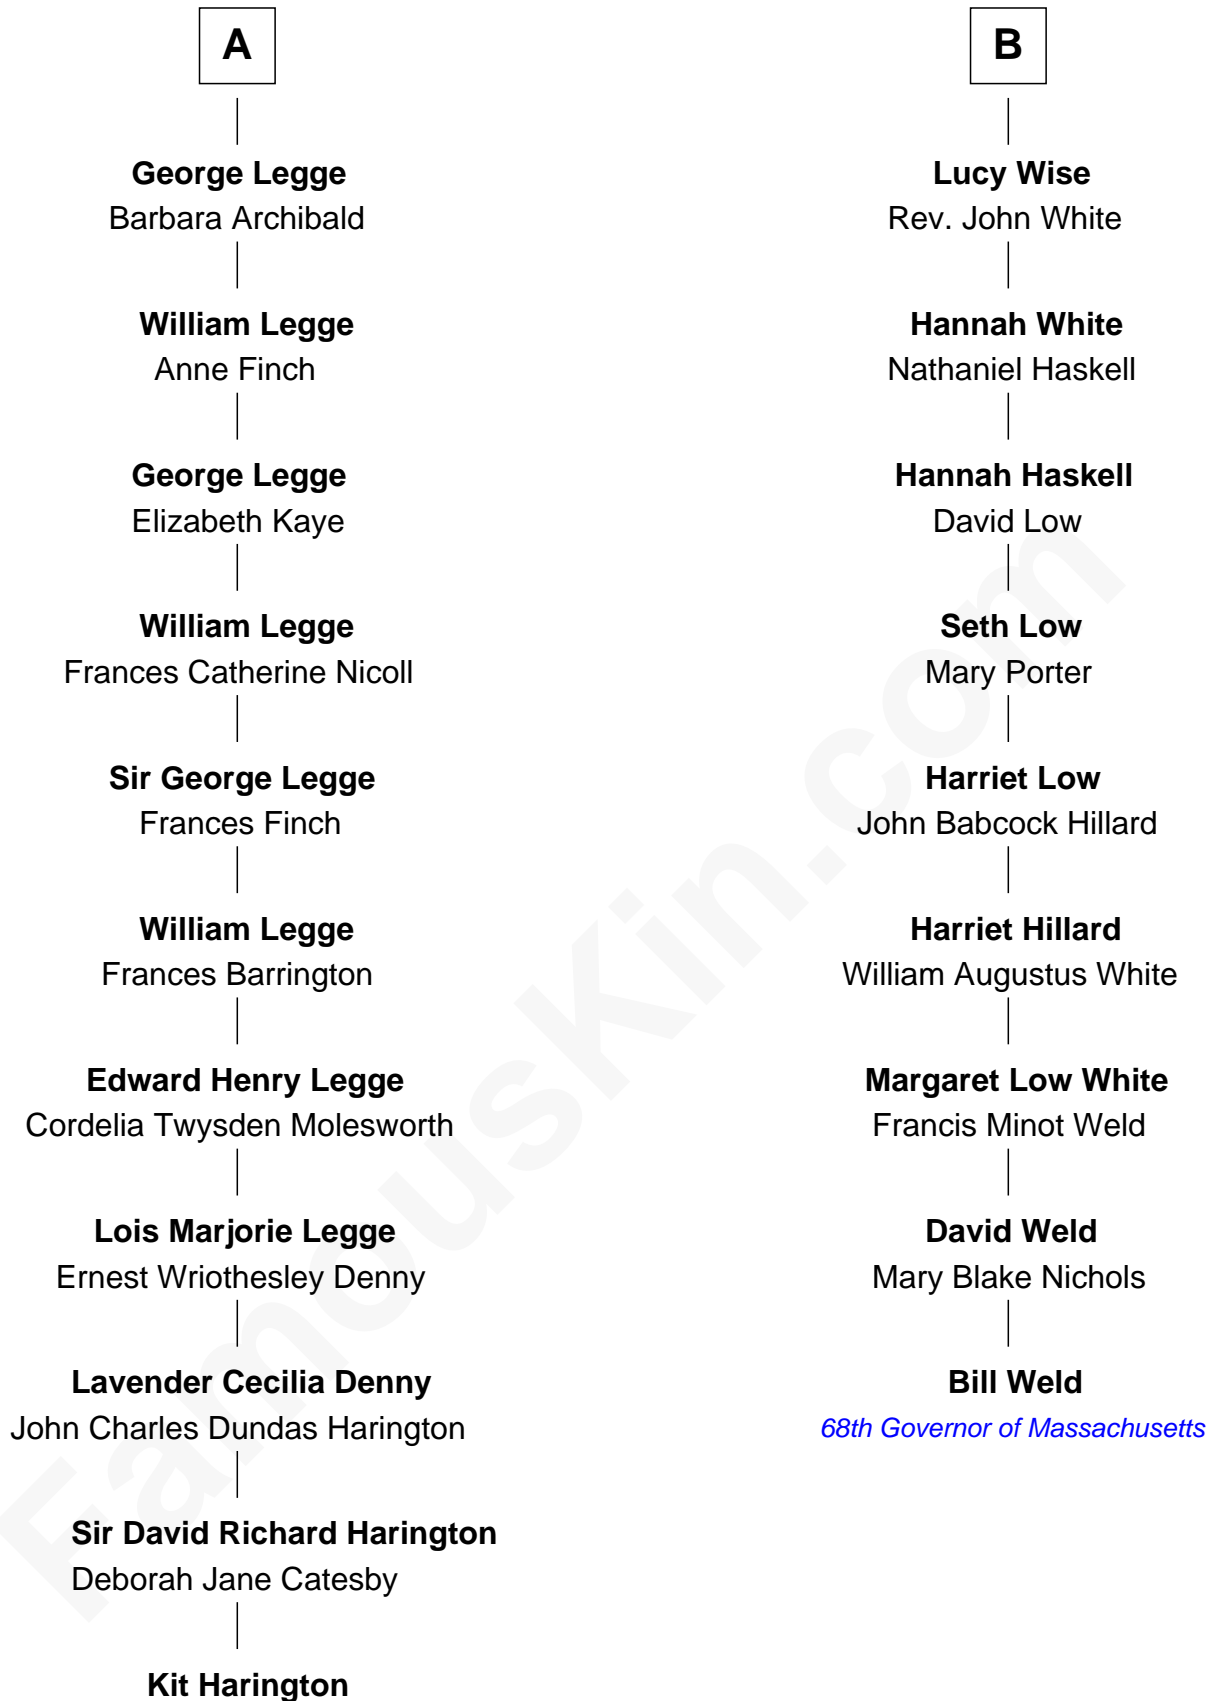 A
George Legge
Barbara Archibald
William Legge
Anne Finch
George Legge
Elizabeth Kaye
William Legge
Frances Catherine Nicoll
Sir George Legge
Frances Finch
William Legge
Frances Barrington
Edward Henry Legge
Cordelia Twysden Molesworth
Lois Marjorie Legge
Ernest Wriothesley Denny
Lavender Cecilia Denny
John Charles Dundas Harington
Sir David Richard Harington
Deborah Jane Catesby
Kit Harington
B
Lucy Wise
Rev. John White
Hannah White
Nathaniel Haskell
Hannah Haskell
David Low
Seth Low
Mary Porter
Harriet Low
John Babcock Hillard
Harriet Hillard
William Augustus White
Margaret Low White
Francis Minot Weld
David Weld
Mary Blake Nichols
Bill Weld
68th Governor of Massachusetts
FamousKin.com